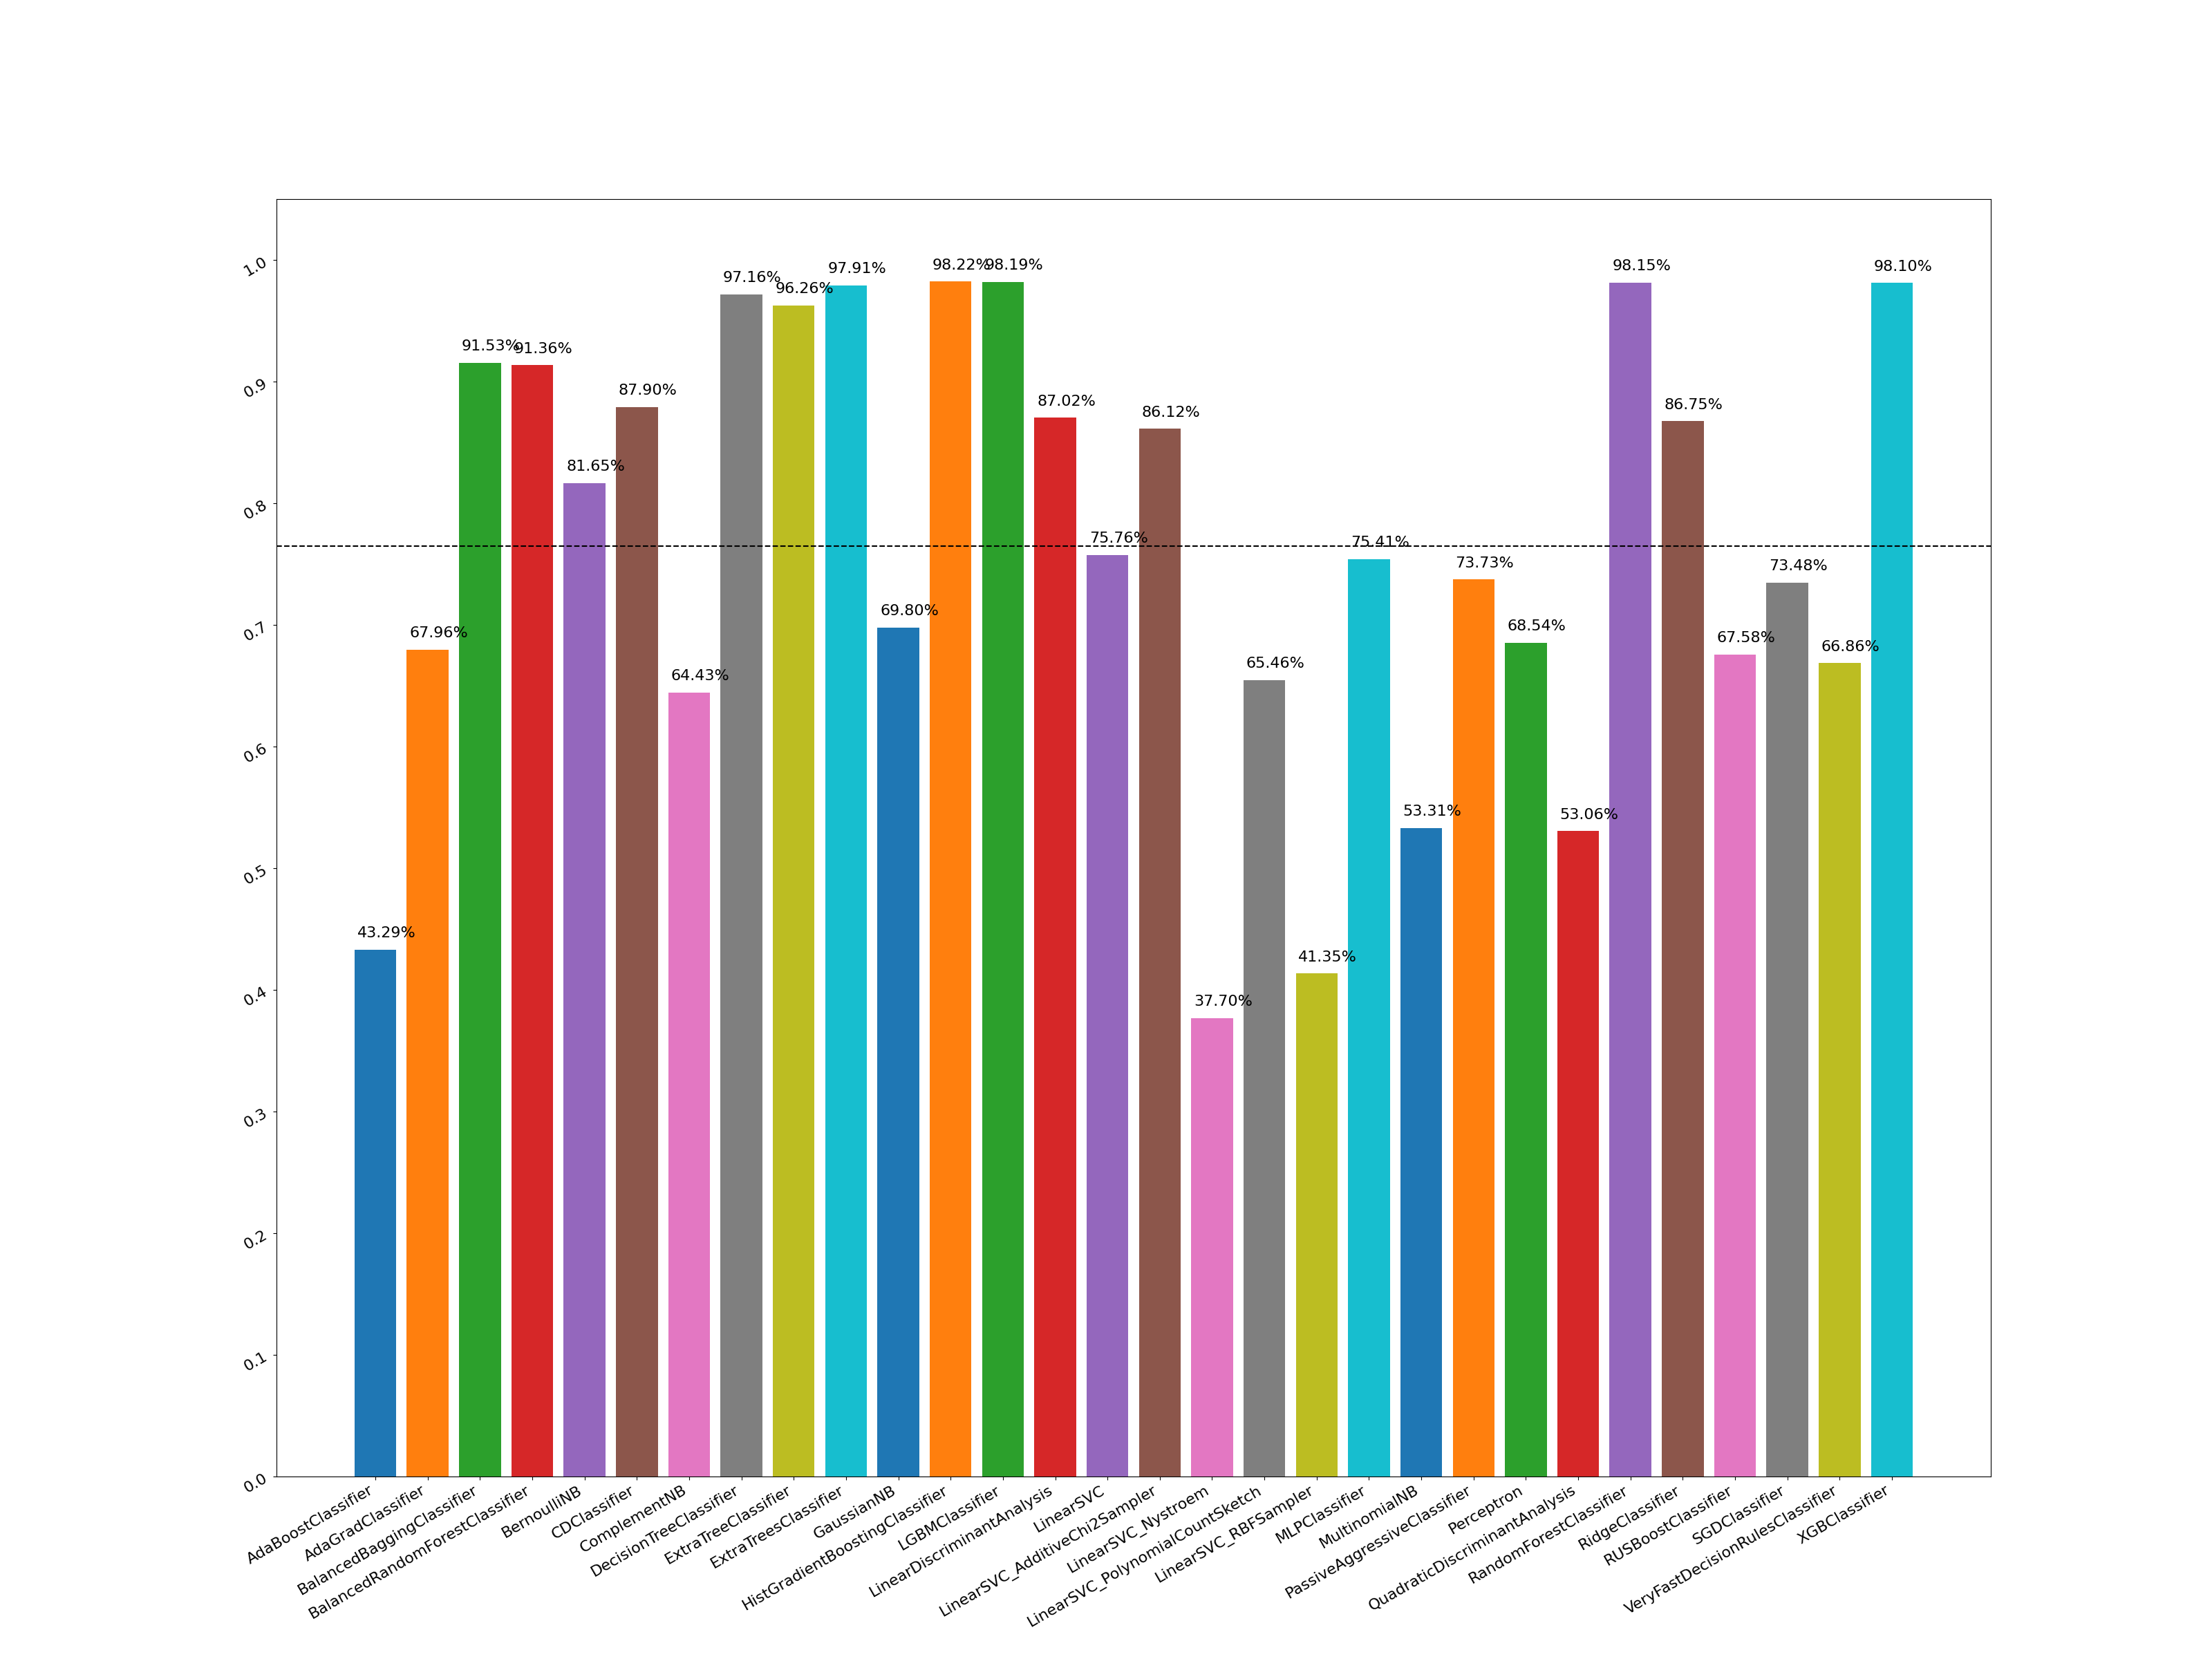 1.0
0.9
0.8
0.7
0.6
0.5
0.4
0.3
0.2
0.1
0.0
43.29%
67.96%
91.53%
91.36%
81.65%
87.90%
64.43%
97.16%
96.26%
97.91%
69.80%
98.22%
98.19%
87.02%
75.76%
86.12%
37.70%
65.46%
41.35%
75.41%
53.31%
73.73%
68.54%
53.06%
98.15%
86.75%
67.58%
73.48%
66.86%
98.10%
AdaBoostClassifier
AdaGradClassifier
BalancedBaggingClassifier
BalancedRandomForestClassifier
BernoulliNB
CDClassifier
ComplementNB
DecisionTreeClassifier
ExtraTreeClassifier
ExtraTreesClassifier
GaussianNB
HistGradientBoostingClassifier
LGBMClassifier
LinearDiscriminantAnalysis
LinearSVC
LinearSVC_AdditiveChi2Sampler
LinearSVC_Nystroem
LinearSVC_PolynomialCountSketch
LinearSVC_RBFSampler
MLPClassifier
MultinomialNB
PassiveAggressiveClassifier
Perceptron
QuadraticDiscriminantAnalysis
RandomForestClassifier
RidgeClassifier
RUSBoostClassifier
SGDClassifier
VeryFastDecisionRulesClassifier
XGBClassifier